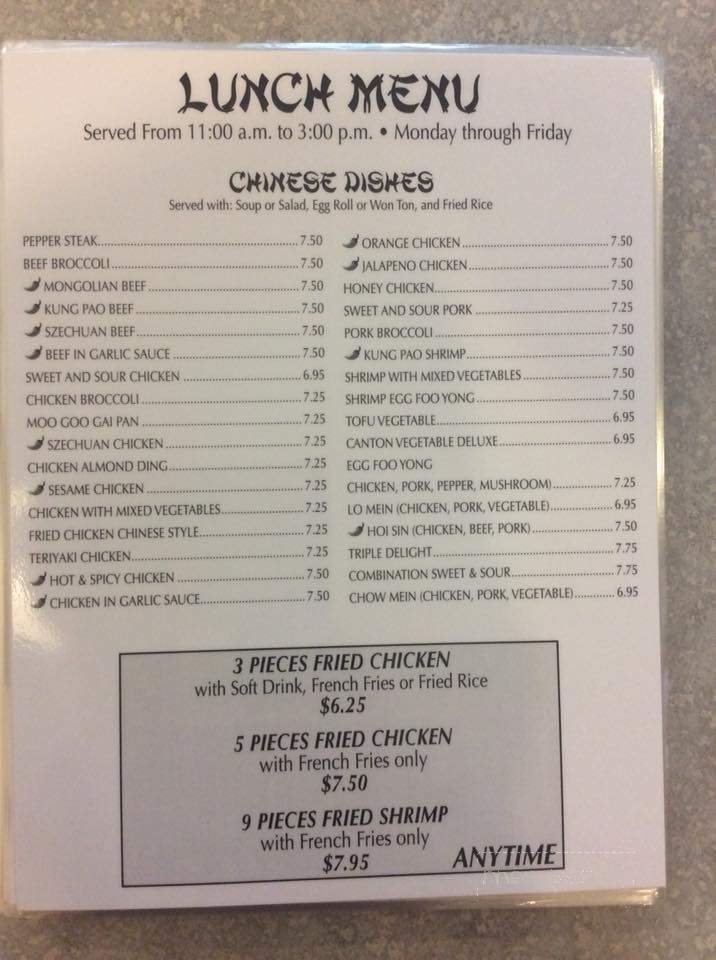 LUNCH MENU
Served From 11:00 a.m. to 3:00 p.m. • Monday through Friday
CHINESE DISHES
Served with: Soup or Salad, Egg Roll or Won Ton, and Fried Rice
PEPPER STEAK 7.50
BEEF BROCCOLI 7.50
MONGOLIAN BEEF 7.50
KUNG PAO BEEF 7.50
SZECHUAN BEEF 7.50
BEEF IN GARLIC SAUCE 7.50
SWEET AND SOUR CHICKEN 6.95
CHICKEN BROCCOLI 7.25
MOO GOO GAI PAN 7.25
SZECHUAN CHICKEN 7.25
CHICKEN ALMOND DING 7.25
SESAME CHICKEN 7.25
CHICKEN WITH MIXED VEGETABLES 7.25
FRIED CHICKEN CHINESE STYLE 7.25
TERIYAKI CHICKEN 7.25
HOT & SPICY CHICKEN 7.50
CHICKEN IN GARLIC SAUCE 7.50
ORANGE CHICKEN 7.50
JALAPENO CHICKEN 7.50
HONEY CHICKEN 7.50
SWEET AND SOUR PORK 7.25
PORK BROCCOLI 7.50
KUNG PAO SHRIMP 7.50
SHRIMP WITH MIXED VEGETABLES 7.50
SHRIMP EGG FOO YONG 7.50
TOFU VEGETABLE 6.95
CANTON VEGETABLE DELUXE 6.95
EGG FOO YONG
CHICKEN, PORK, PEPPER, MUSHROOM) 7.25
LO MEIN (CHICKEN, PORK, VEGETABLE) 6.95
HOI SIN (CHICKEN, BEEF, PORK) 7.50
TRIPLE DELIGHT 7.75
COMBINATION SWEET & SOUR 7.75
CHOW MEIN (CHICKEN, PORK, VEGETABLE) 6.95
3 PIECES FRIED CHICKEN
with Soft Drink, French Fries or Fried Rice
$6.25
5 PIECES FRIED CHICKEN
with French Fries only
$7.50
9 PIECES FRIED SHRIMP
with French Fries only
$7.95
ANYTIME